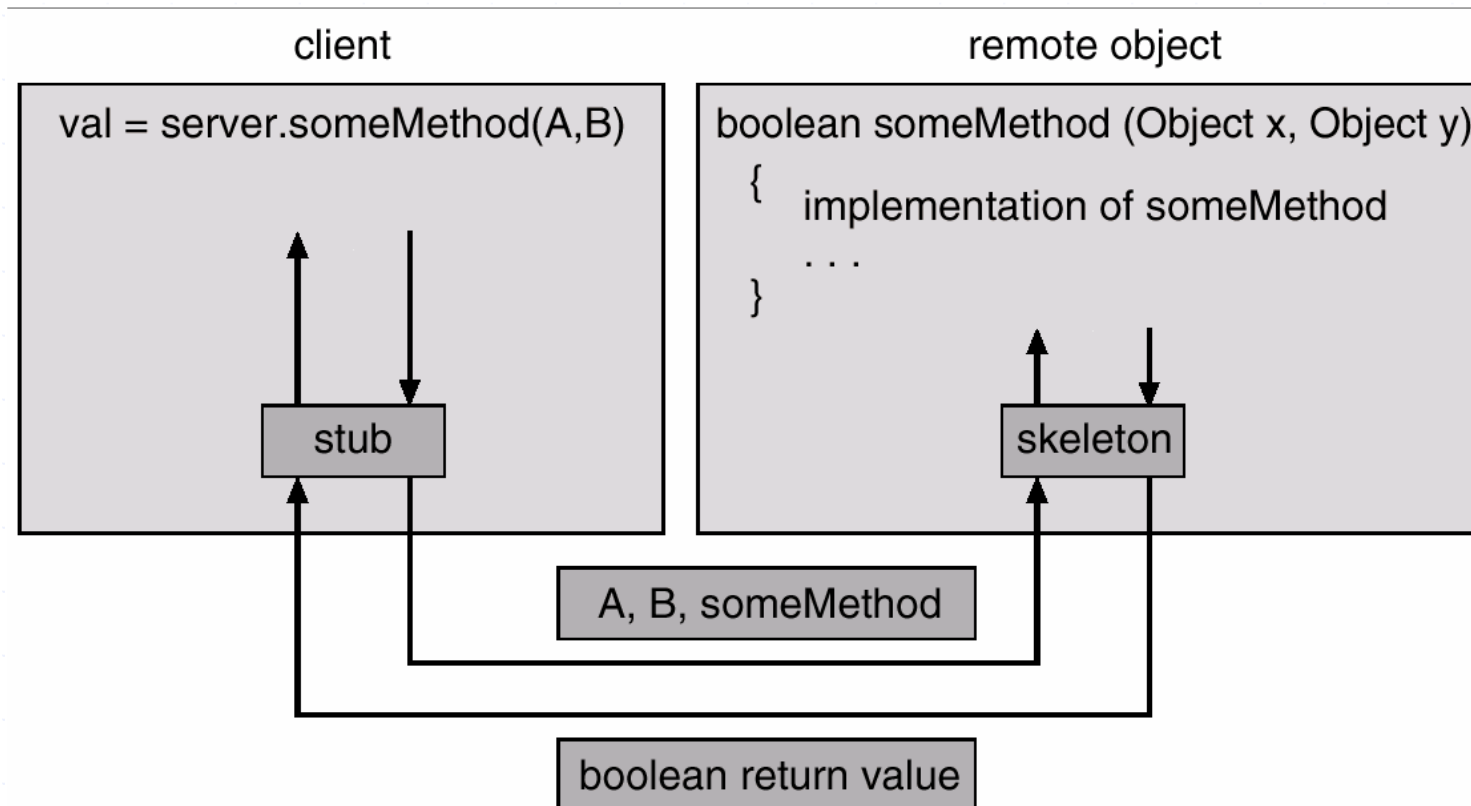 client
val = server.someMethod(A,B)
stub
remote object
boolean someMethod (Object x, Object y)
{
implementation of someMethod
. . .
}
skeleton
A, B, someMethod
boolean return value